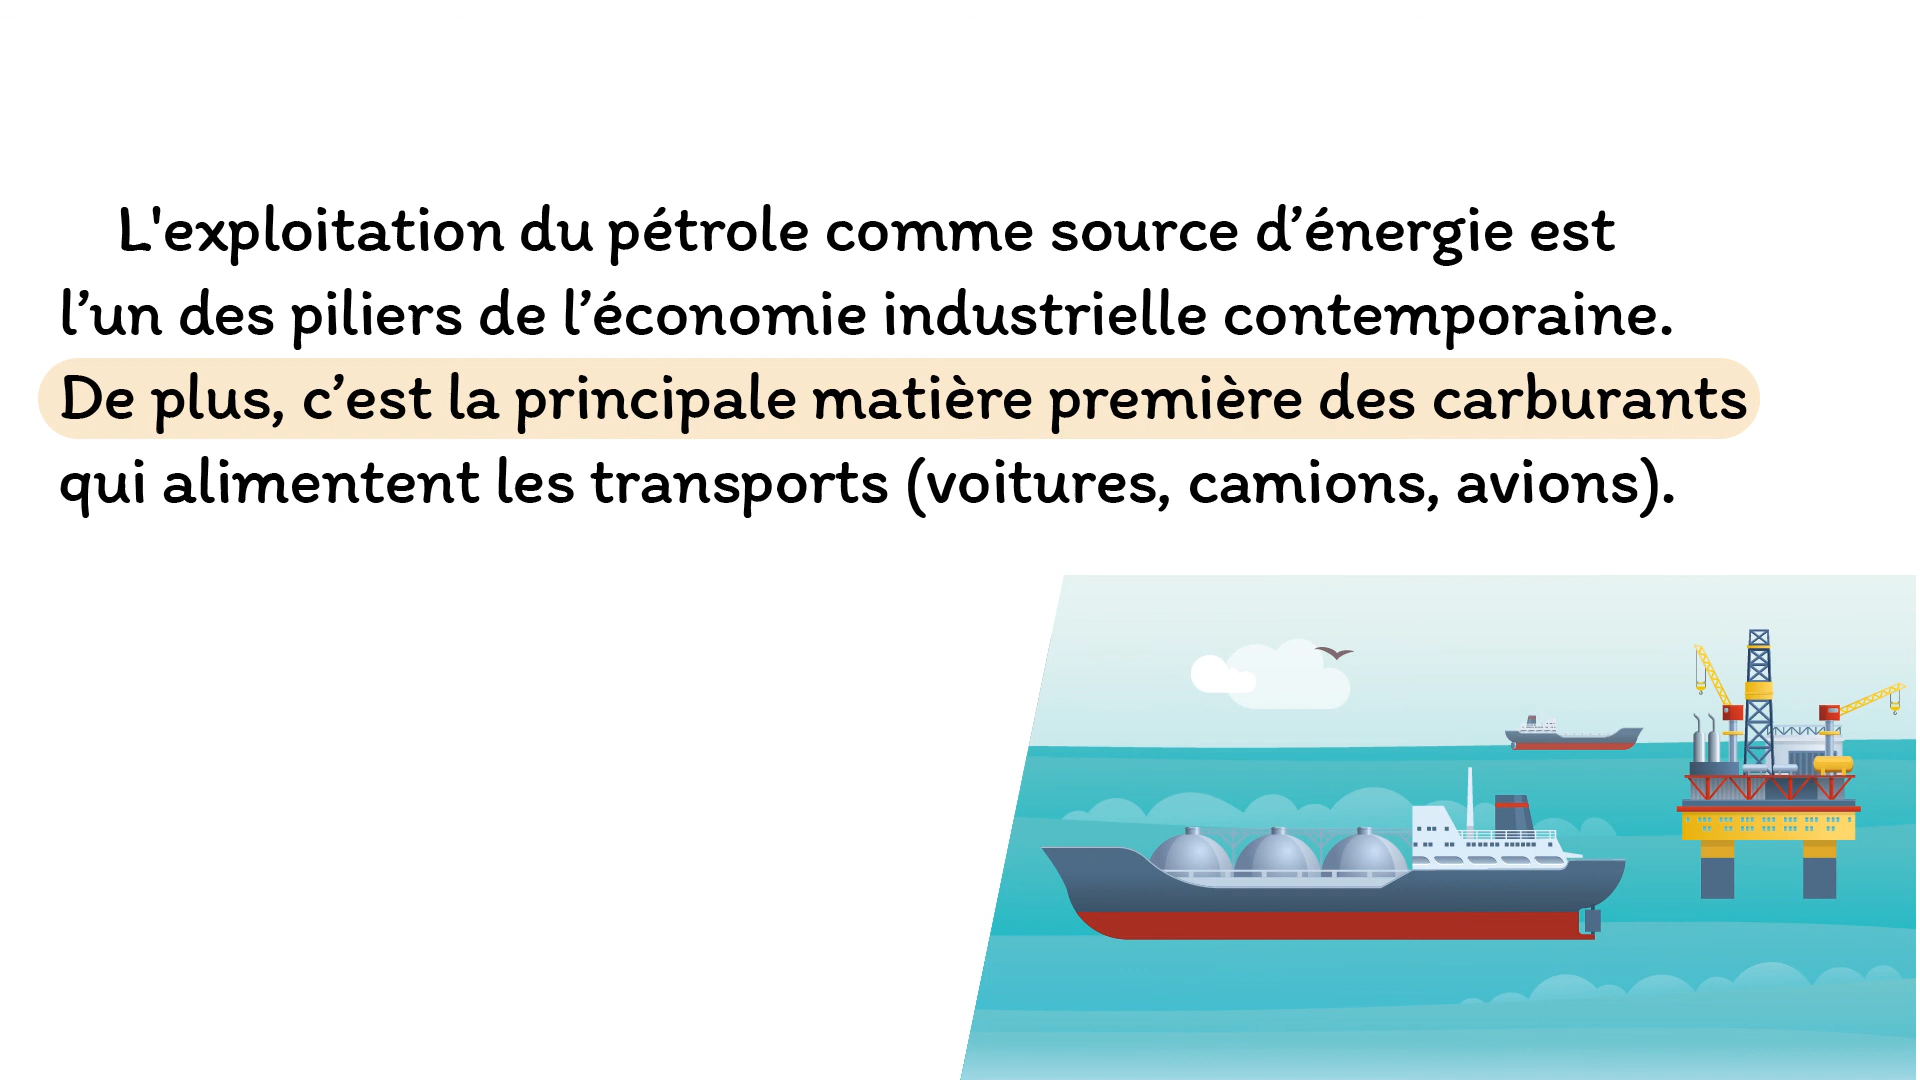 L'exploitation du pétrole comme source d’énergie est
l’un des piliers de l’économie industrielle contemporaine.
De plus, c’est la principale matière première des carburants
qui alimentent les transports (voitures, camions, avions).